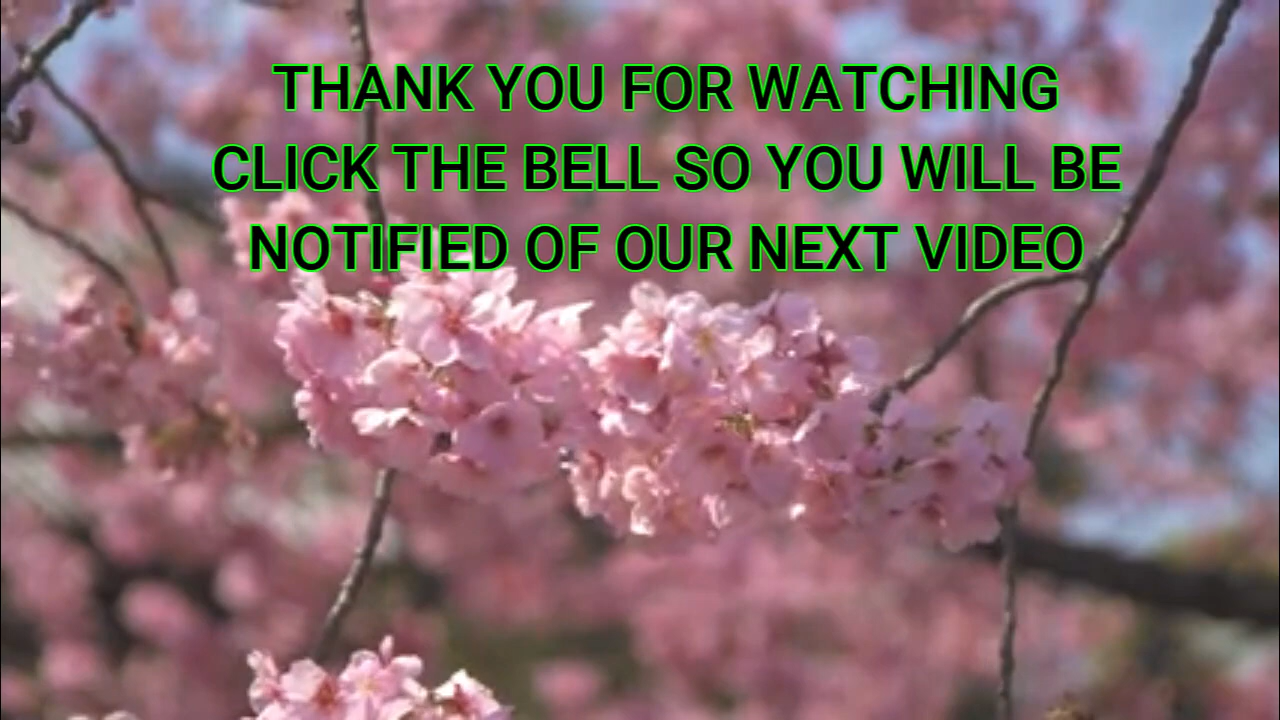 THANK YOU FOR WATCHING
CLICK THE BELL SO YOU WILL BE
NOTIFIED OF OUR NEXT VIDEO